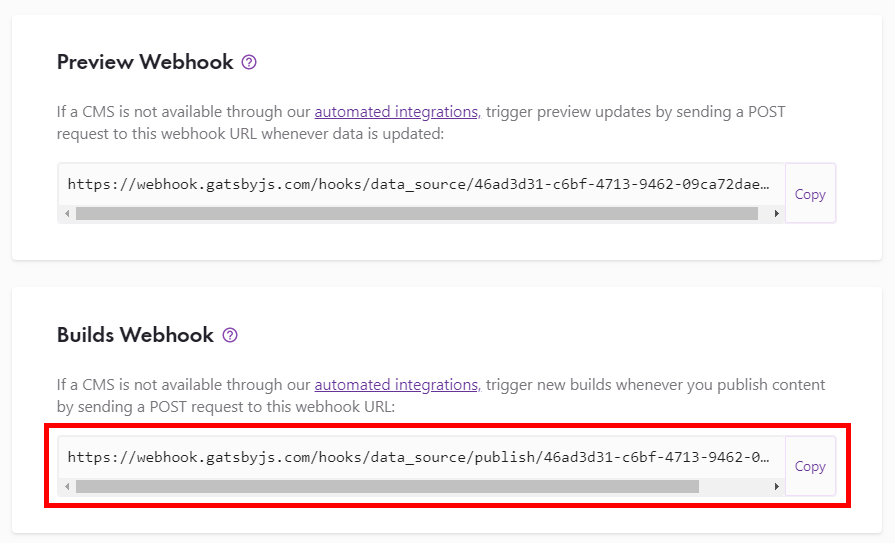 Preview Webhook
If a CMS is not available through our automated integrations, trigger preview updates by sending a POST
request to this webhook URL whenever data is updated:
https://webhook.gatsbyjs.com/hooks/data_source/46ad3d31-c6bf-4713-9462-09ca72dae…
Copy
Builds Webhook
If a CMS is not available through our automated integrations, trigger new builds whenever you publish content
by sending a POST request to this webhook URL:
https://webhook.gatsbyjs.com/hooks/data_source/publish/46ad3d31-c6bf-4713-9462-0…
Copy